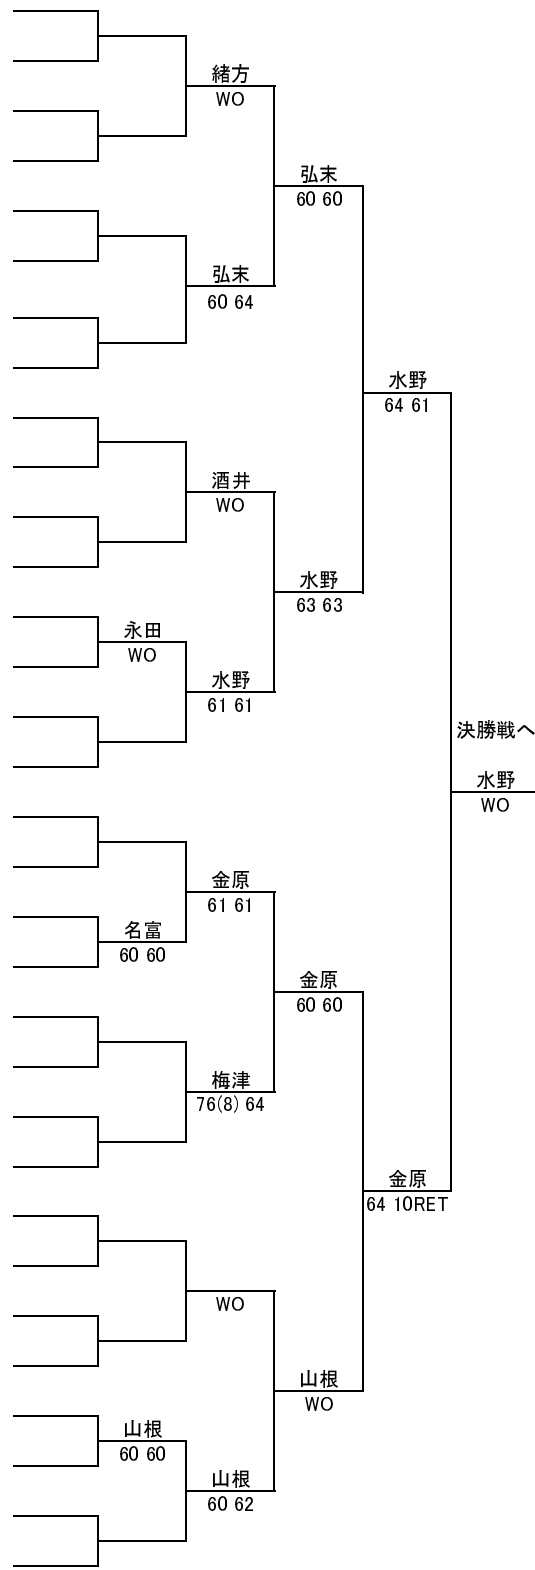 緒方
WO
弘末
60 60
弘末
60 64
水野
64 61
酒井
WO
水野
63 63
永田
WO
水野
61 61
決勝戦へ
水野
WO
金原
61 61
名富
60 60
金原
60 60
梅津
76(8) 64
金原
64 10RET
WO
山根
WO
山根
60 60
山根
60 62